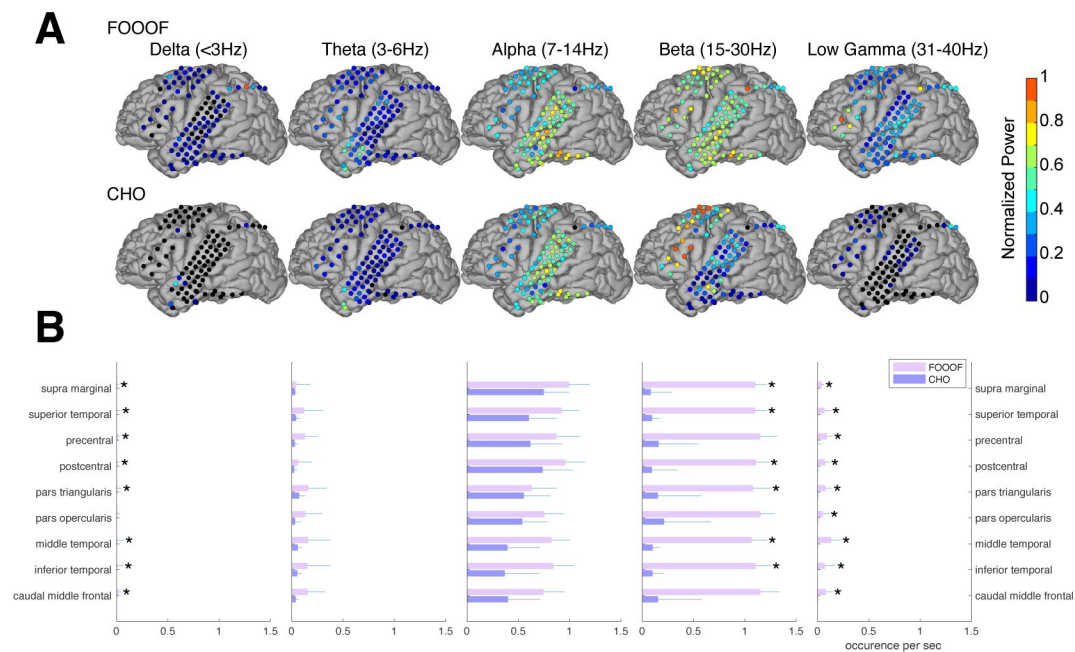 A
FOOOF
Delta (<3Hz)
Theta (3-6Hz)
Alpha (7-14Hz)
Beta (15-30Hz)
Low Gamma (31-40Hz)
CHO
1
0.8
0.6
0.4
0.2
0
Normalized Power
B
FOOOF
CHO
supra marginal
superior temporal
precentral
postcentral
pars triangularis
pars opercularis
middle temporal
inferior temporal
caudal middle frontal
* * * * * * * *
* * * * * *
* * * * * * * * *
supra marginal
superior temporal
precentral
postcentral
pars triangularis
pars opercularis
middle temporal
inferior temporal
caudal middle frontal
0 0.5 1 1.5
0 0.5 1 1.5
0 0.5 1 1.5
0 0.5 1 1.5
0 0.5 1 1.5
occurence per sec